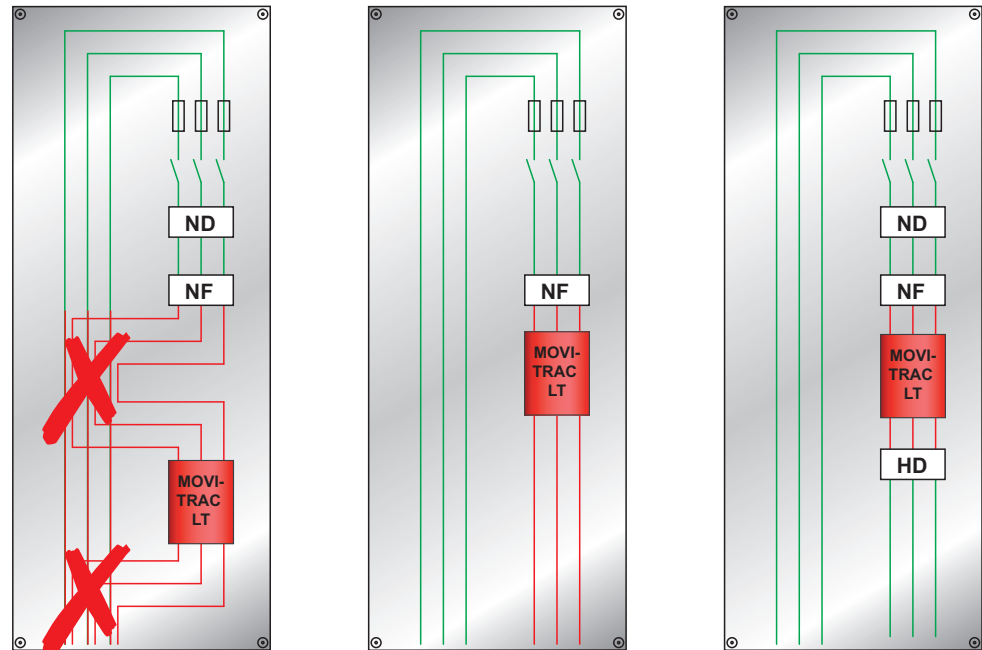 ND
NF
MOVI-
TRAC
LT
NF
MOVI-
TRAC
LT
ND
NF
MOVI-
TRAC
LT
HD